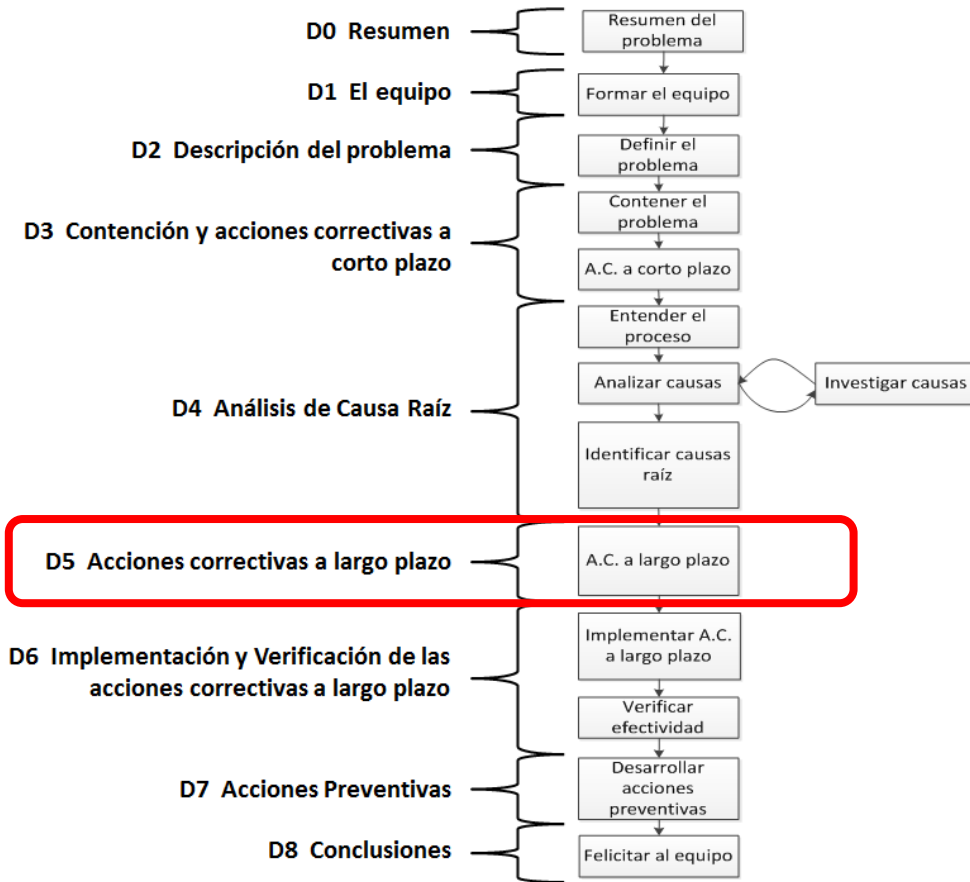 D0 Resumen
Resumen del
problema
D1 El equipo
Formar el equipo
D2 Descripción del problema
Definir el
problema
D3 Contención y acciones correctivas a
corto plazo
Contener el
problema
A.C. a corto plazo
D4 Análisis de Causa Raíz
Entender el
proceso
Analizar causas
Investigar causas
Identificar causas
raíz
D5 Acciones correctivas a largo plazo
A.C. a largo plazo
D6 Implementación y Verificación de las
acciones correctivas a largo plazo
Implementar A.C.
a largo plazo
Verificar
efectividad
D7 Acciones Preventivas
Desarrollar
acciones
preventivas
D8 Conclusiones
Felicitar al equipo